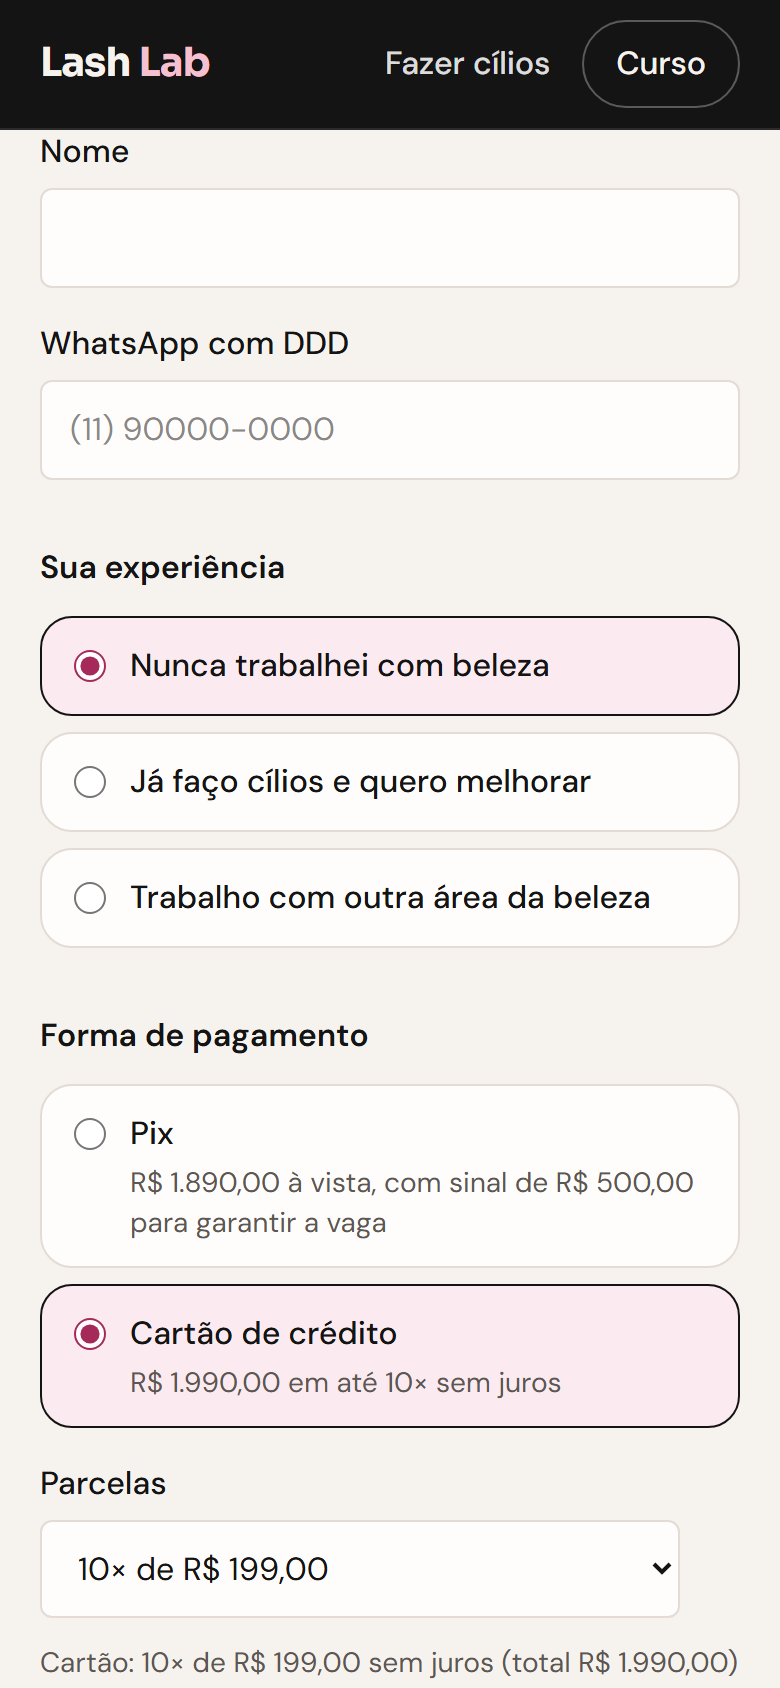 Lash Lab
Fazer cílios
Curso
Nome
WhatsApp com DDD
(11) 90000-0000
Sua experiência
Nunca trabalhei com beleza
Já faço cílios e quero melhorar
Trabalho com outra área da beleza
Forma de pagamento
Pix
R$ 1.890,00 à vista, com sinal de R$ 500,00
para garantir a vaga
Cartão de crédito
R$ 1.990,00 em até 10× sem juros
Parcelas
10× de R$ 199,00
Cartão: 10× de R$ 199,00 sem juros (total R$ 1.990,00)